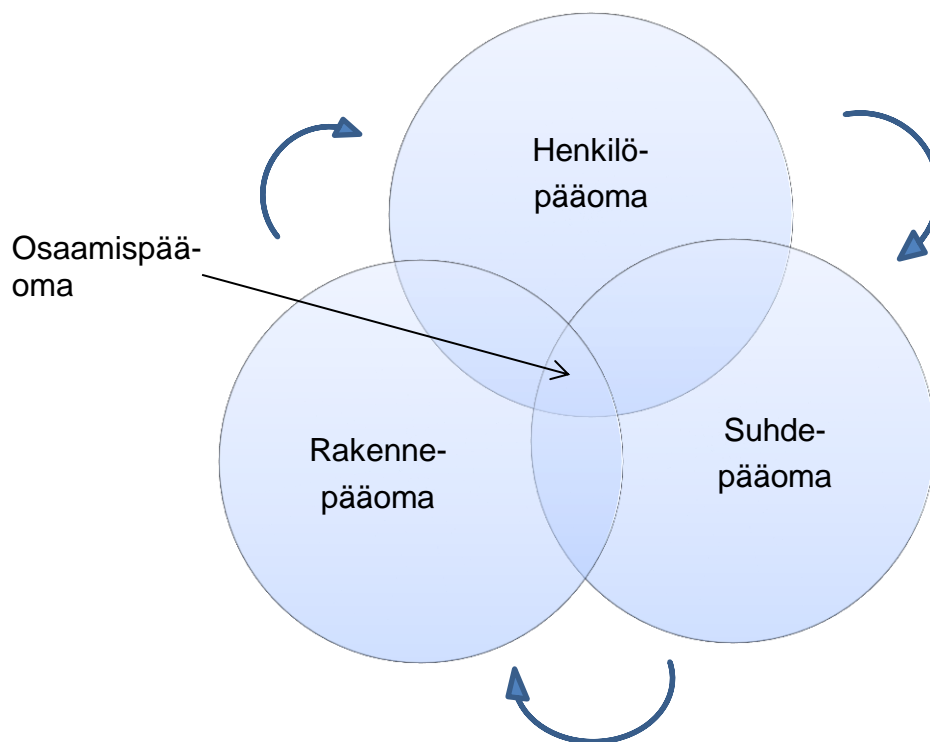 Henkilö-
pääoma
Osaamispää-
oma
Rakenne-
pääoma
Suhde-
pääoma